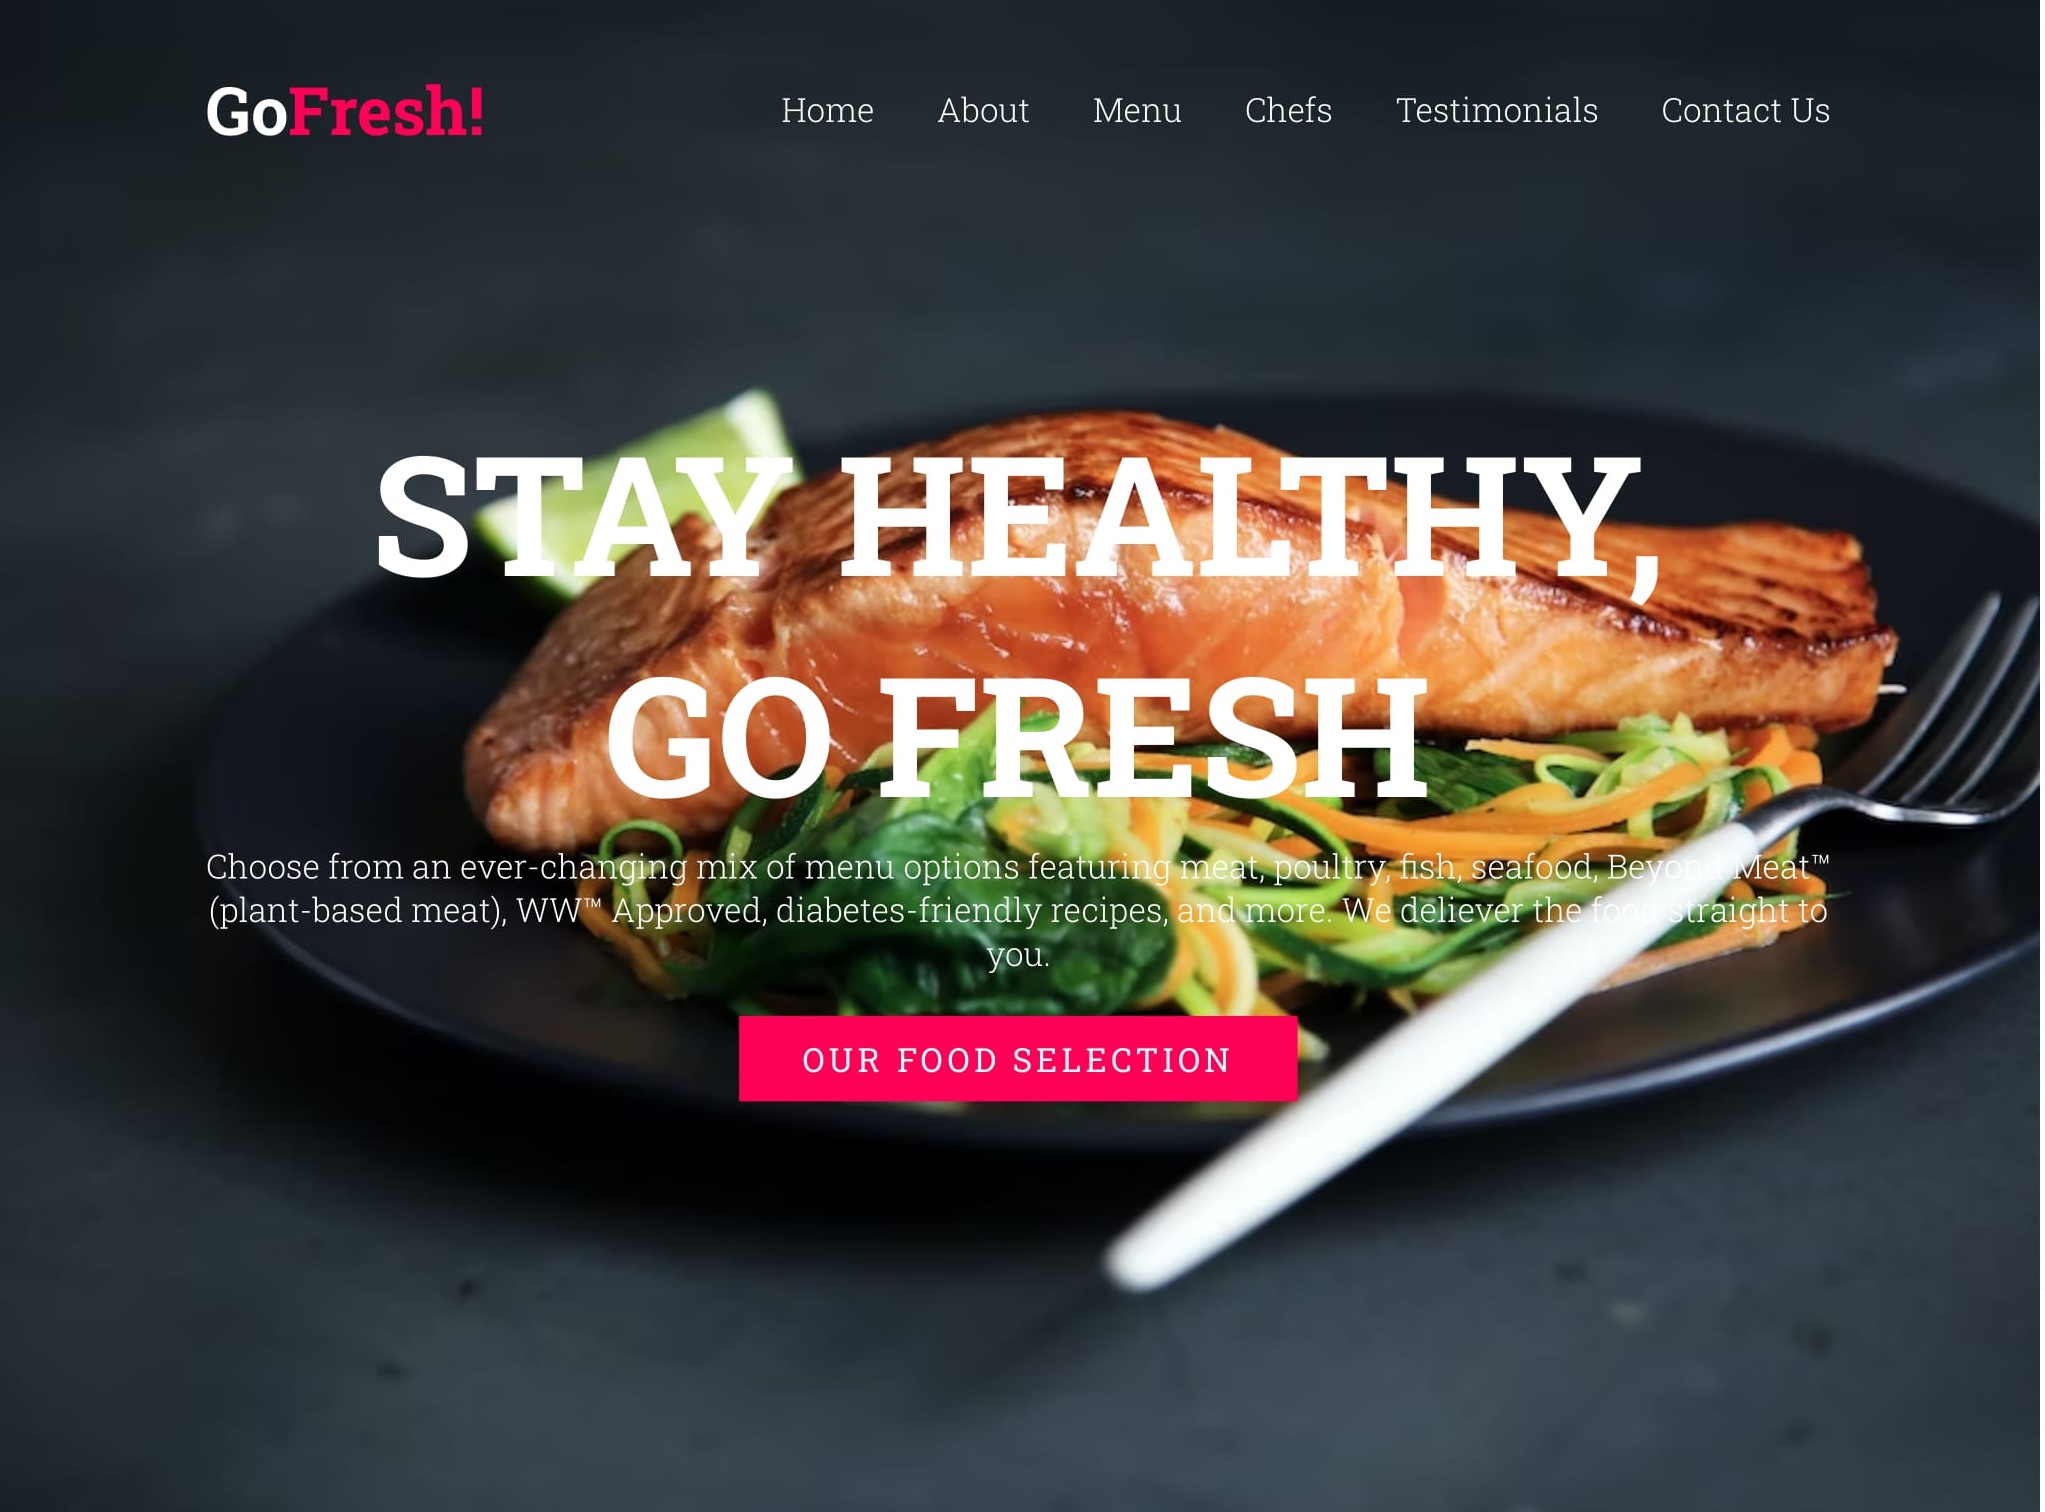 GoFresh!
Home About Menu Chefs Testimonials Contact Us
STAY HEALTHY,
GO FRESH
Choose from an ever-changing mix of menu options featuring meat, poultry, fish, seafood, Beyond Meat™
(plant-based meat), WW™ Approved, diabetes-friendly recipes, and more. We deliever the food straight to
you.
OUR FOOD SELECTION